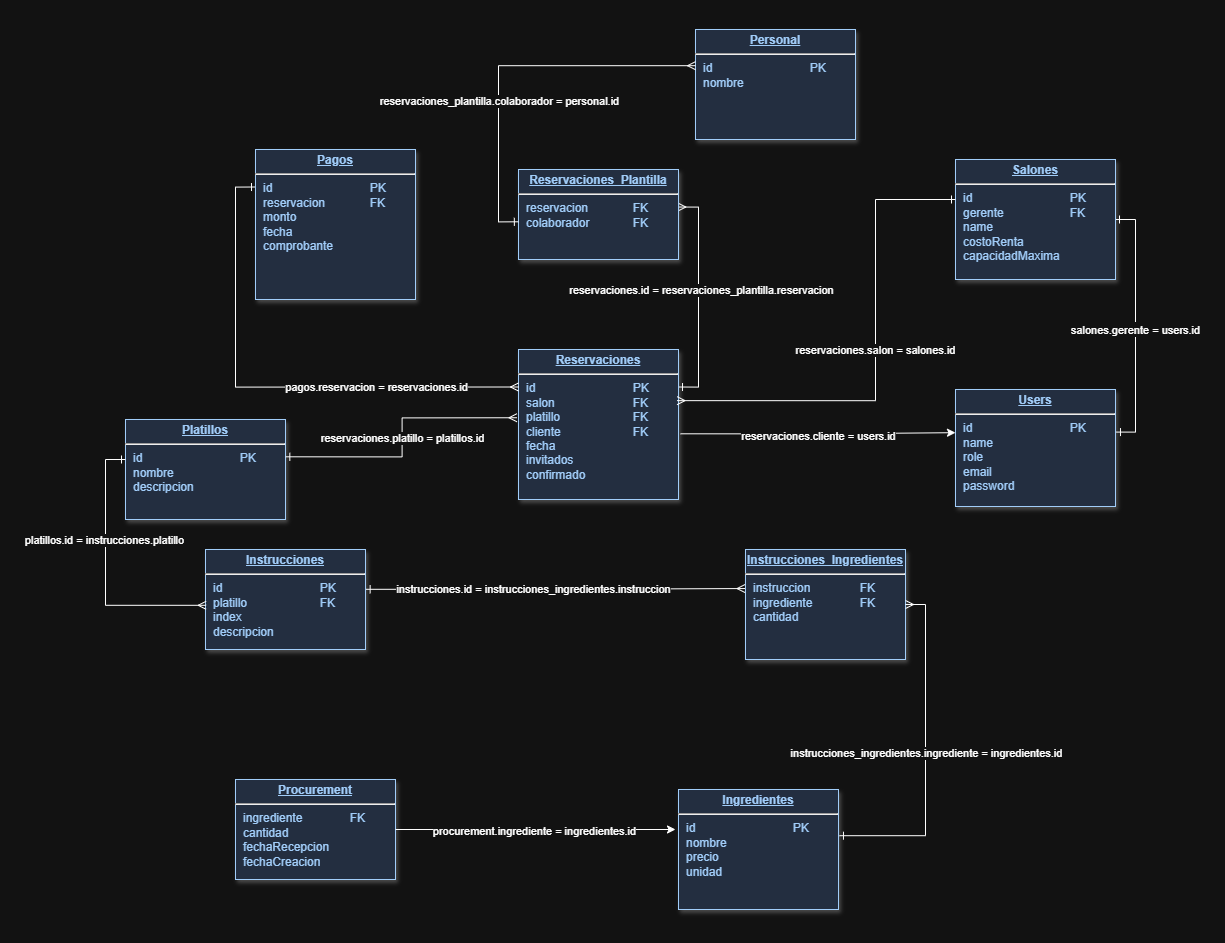 Personal
id PK
nombre
reservaciones_plantilla.colaborador = personal.id
Pagos
id PK
reservacion FK
monto
fecha
comprobante
Reservaciones_Plantilla
reservacion FK
colaborador FK
Salones
id PK
gerente FK
name
costoRenta
capacidadMaxima
reservaciones.id = reservaciones_plantilla.reservacion
salones.gerente = users.id
reservaciones.salon = salones.id
Reservaciones
id PK
salon FK
platillo FK
cliente FK
fecha
invitados
confirmado
pagos.reservacion = reservaciones.id
Users
id PK
name
role
email
password
Platillos
id PK
nombre
descripcion
reservaciones.platillo = platillos.id
reservaciones.cliente = users.id
platillos.id = instrucciones.platillo
Instrucciones
id PK
platillo FK
index
descripcion
instrucciones.id = instrucciones_ingredientes.instruccion
Instrucciones_Ingredientes
instruccion FK
ingrediente FK
cantidad
instrucciones_ingredientes.ingrediente = ingredientes.id
Procurement
ingrediente FK
cantidad
fechaRecepcion
fechaCreacion
procurement.ingrediente = ingredientes.id
Ingredientes
id PK
nombre
precio
unidad